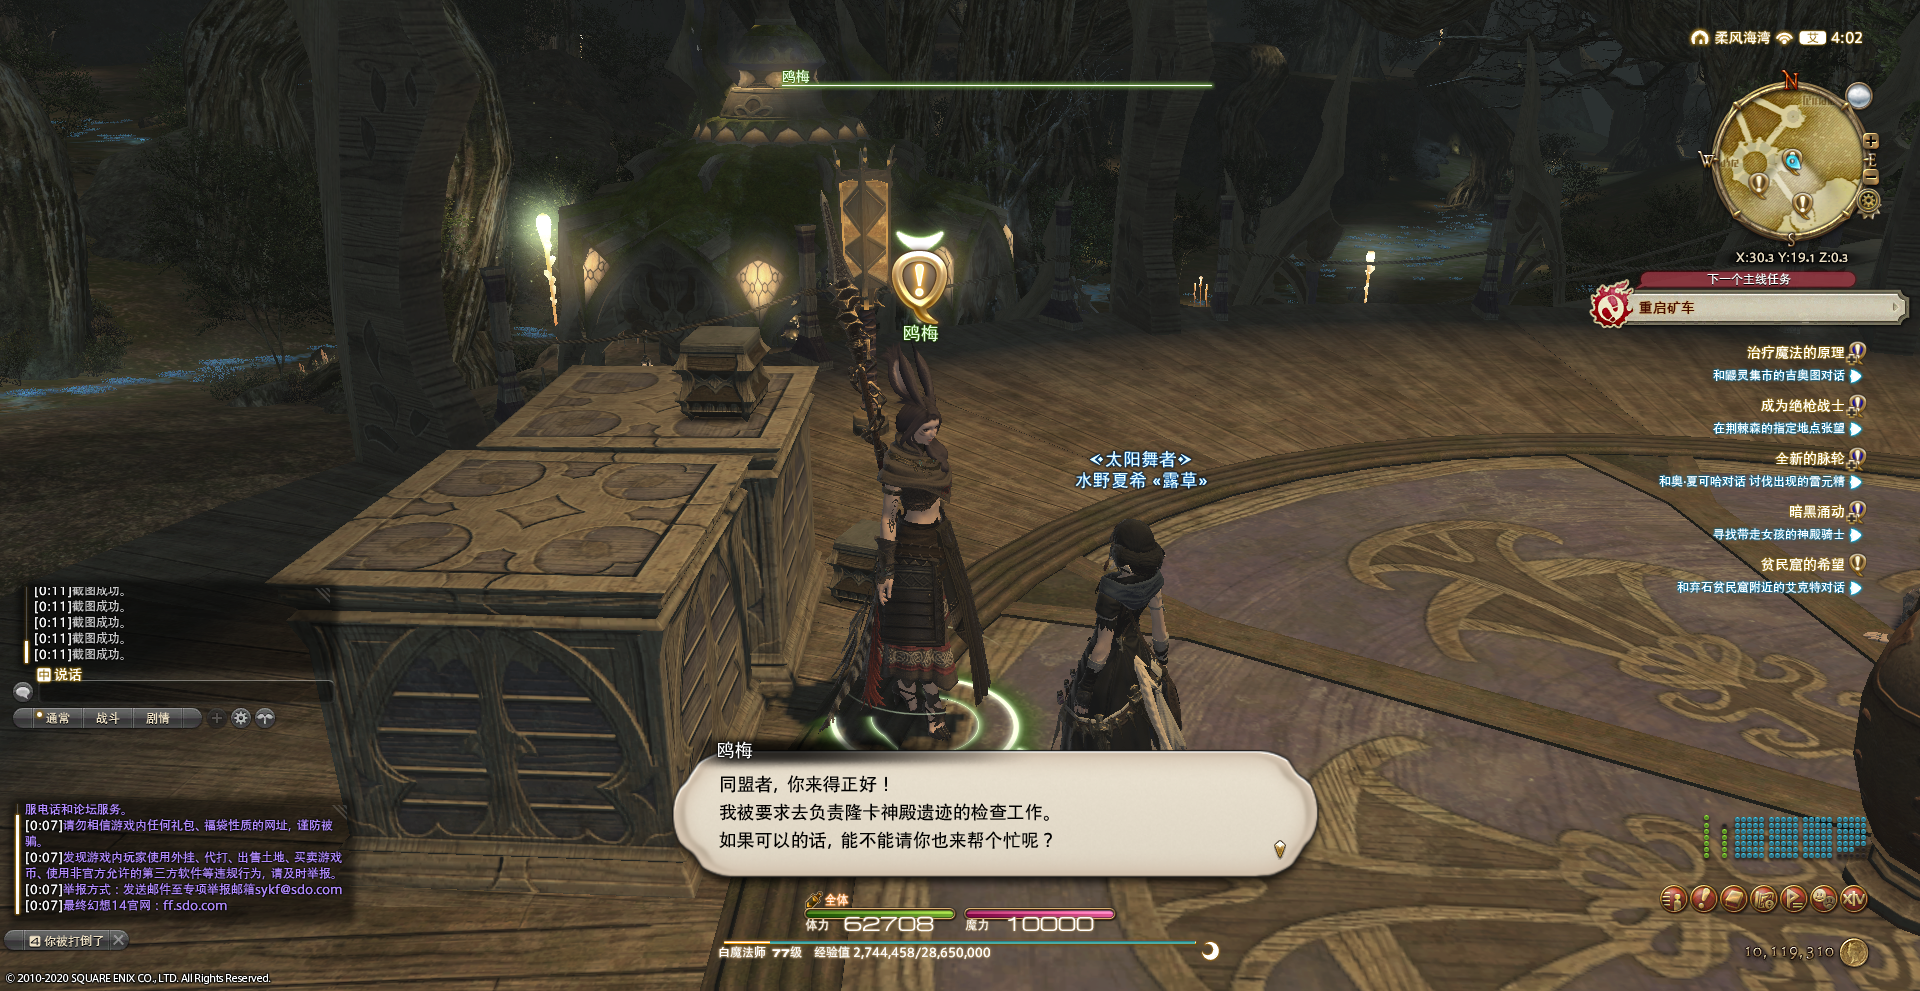 柔风海湾 艾 4:02
鸥梅
N
W
E
S
X:30.3 Y:19.1 Z:0.3
下一个主线任务
重启矿车
鸥梅
治疗魔法的原理
和鼹灵集市的吉奥图对话
成为绝枪战士
在荆棘森的指定地点张望
全新的脉轮
和奥·夏可哈对话 讨伐出现的雷元精
暗黑涌动
寻找带走女孩的神殿骑士
贫民窟的希望
和弃石贫民窟附近的艾克特对话
太阳舞者
水野夏希 «露草»
[0:11]截图成功。
[0:11]截图成功。
[0:11]截图成功。
[0:11]截图成功。
[0:11]截图成功。
说话
通常 战斗 剧情
鸥梅
同盟者，你来得正好！
我被要求去负责隆卡神殿遗迹的检查工作。
如果可以的话，能不能请你也来帮个忙呢？
服电话和论坛服务。
[0:07]请勿相信游戏内任何礼包、福袋性质的网址，谨防被
骗。
[0:07]发现游戏内玩家使用外挂、代打、出售土地、买卖游戏
币、使用非官方允许的第三方软件等违规行为，请及时举报。
[0:07]举报方式：发送邮件至专项举报邮箱sykf@sdo.com
[0:07]最终幻想14官网：ff.sdo.com
4 你被打倒了
全体
体力 62708 魔力 10000
白魔法师 77级 经验值 2,744,458/28,650,000
XIV
10,119,310
© 2010-2020 SQUARE ENIX CO., LTD. All Rights Reserved.